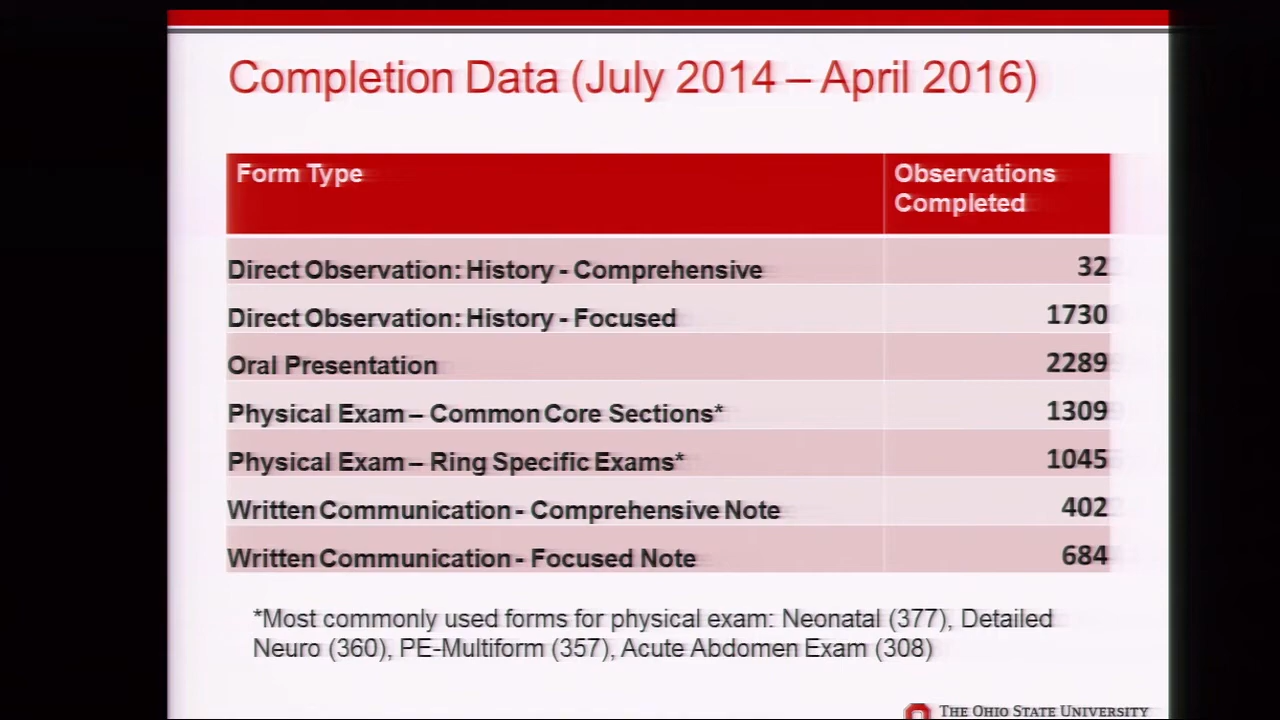 Completion Data (July 2014 – April 2016)
Form Type
Observations
Completed
Direct Observation: History - Comprehensive 32
Direct Observation: History - Focused 1730
Oral Presentation 2289
Physical Exam – Common Core Sections* 1309
Physical Exam – Ring Specific Exams* 1045
Written Communication - Comprehensive Note 402
Written Communication - Focused Note 684
*Most commonly used forms for physical exam: Neonatal (377), Detailed
Neuro (360), PE-Multiform (357), Acute Abdomen Exam (308)
THE OHIO STATE UNIVERSITY